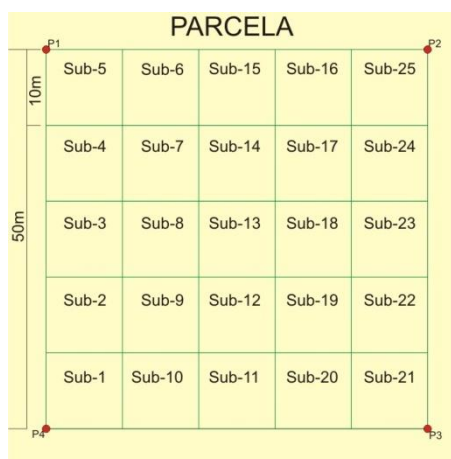 PARCELA
P1 P2
10m
Sub-5 Sub-6 Sub-15 Sub-16 Sub-25
Sub-4 Sub-7 Sub-14 Sub-17 Sub-24
50m
Sub-3 Sub-8 Sub-13 Sub-18 Sub-23
Sub-2 Sub-9 Sub-12 Sub-19 Sub-22
Sub-1 Sub-10 Sub-11 Sub-20 Sub-21
P4 P3